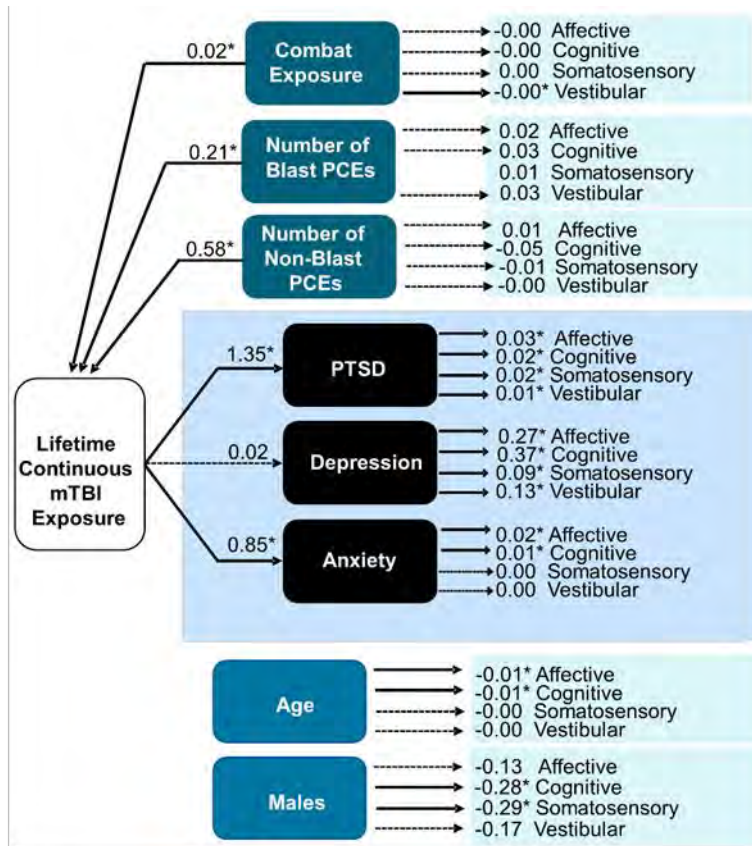 0.02*
Combat
Exposure
-0.00 Affective
-0.00 Cognitive
0.00 Somatosensory
-0.00* Vestibular
0.21*
Number of
Blast PCEs
0.02 Affective
0.03 Cognitive
0.01 Somatosensory
0.03 Vestibular
0.58*
Number of
Non-Blast
PCEs
0.01 Affective
-0.05 Cognitive
-0.01 Somatosensory
-0.00 Vestibular
Lifetime
Continuous
mTBI
Exposure
1.35*
PTSD
0.03* Affective
0.02* Cognitive
0.02* Somatosensory
0.01* Vestibular
0.02
Depression
0.27* Affective
0.37* Cognitive
0.09* Somatosensory
0.13* Vestibular
0.85*
Anxiety
0.02* Affective
0.01* Cognitive
0.00 Somatosensory
0.00 Vestibular
Age
-0.01* Affective
-0.01* Cognitive
-0.00 Somatosensory
-0.00 Vestibular
Males
-0.13 Affective
-0.28* Cognitive
-0.29* Somatosensory
-0.17 Vestibular